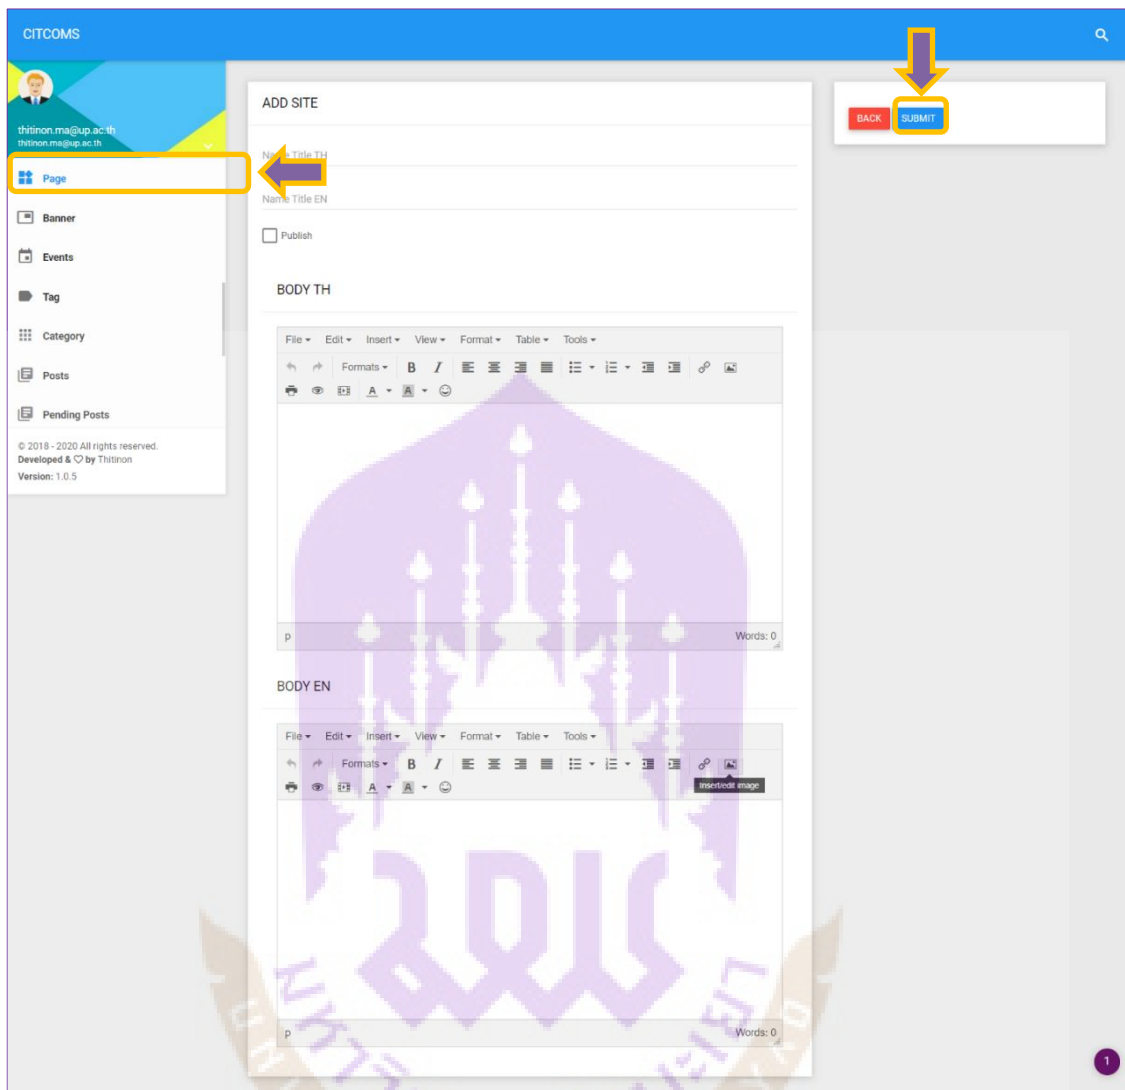 CITCOMS
thitinon.ma@up.ac.th
thitinon.ma@up.ac.th
Page
Banner
Events
Tag
Category
Posts
Pending Posts
© 2018 - 2020 All rights reserved.
Developed & ♡ by Thitinon
Version: 1.0.5
ADD SITE
Name Title TH
Name Title EN
Publish
BODY TH
File Edit Insert View Format Table Tools
Formats B I
A A
p Words: 0
BODY EN
File Edit Insert View Format Table Tools
Formats B I
Insert/edit image
A A
p Words: 0
BACK SUBMIT
1